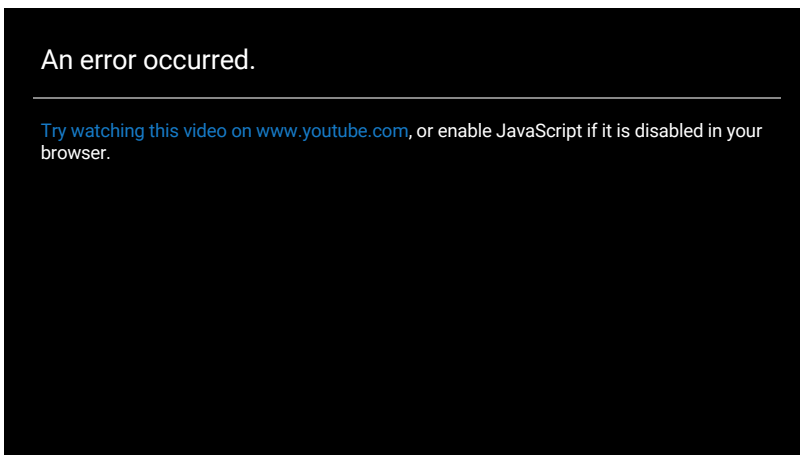 An error occurred.
Try watching this video on www.youtube.com, or enable JavaScript if it is disabled in your
browser.